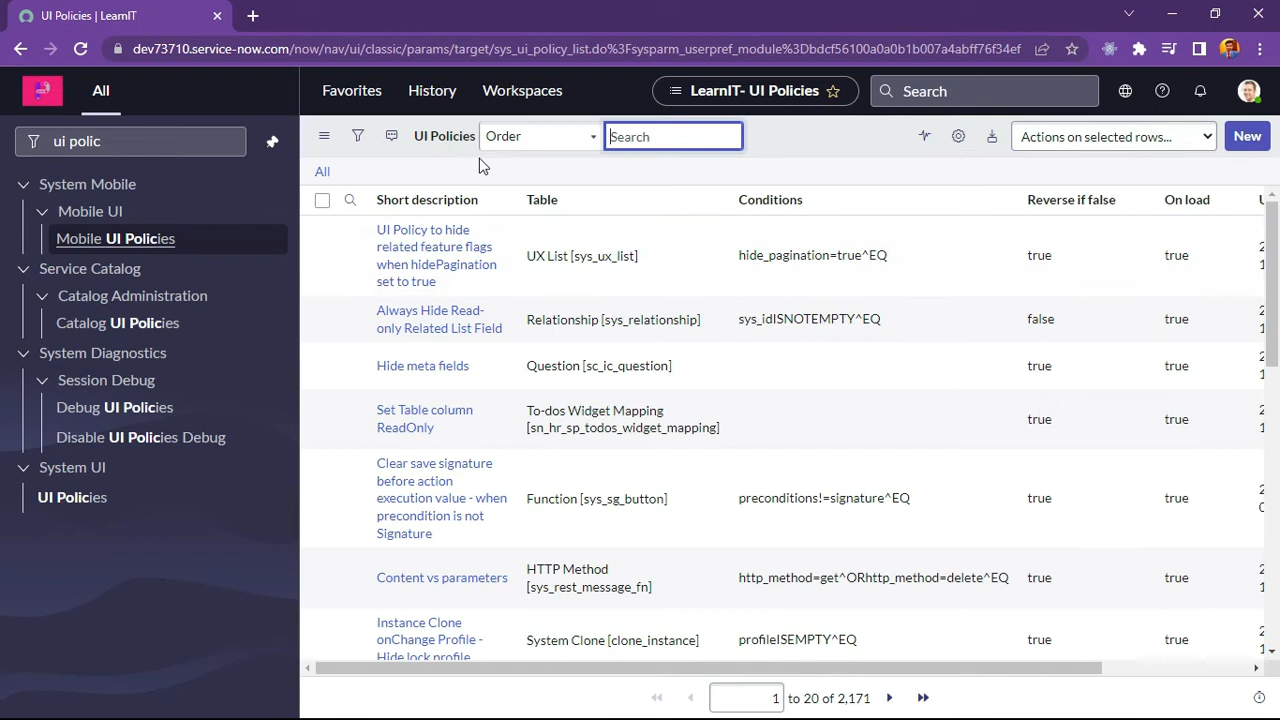 UI Policies | LearnIT
dev73710.service-now.com/now/nav/ui/classic/params/target/sys_ui_policy_list.do%3Fsysparm_userpref_module%3Dbdcf56100a0a0b1071000a7a4abff76f34ef
All
Favorites
History
Workspaces
LearnIT- UI Policies
Search
ui polic
UI Policies
Order
Search
Actions on selected rows...
New
System Mobile
Mobile UI
Mobile UI Policies
Service Catalog
Catalog Administration
Catalog UI Policies
System Diagnostics
Session Debug
Debug UI Policies
Disable UI Policies Debug
System UI
UI Policies
All
Short description Table Conditions Reverse if false On load
UI Policy to hide
related feature flags
when hidePagination
set to true
UX List [sys_ux_list]
hide_pagination=true^EQ
true
true
Always Hide Read-
only Related List Field
Relationship [sys_relationship]
sys_idISNOTEMPTY^EQ
false
true
Hide meta fields
Question [sc_ic_question]
true
true
Set Table column
ReadOnly
To-dos Widget Mapping
[sn_hr_sp_todos_widget_mapping]
true
true
Clear save signature
before action
execution value - when
precondition is not
Signature
Function [sys_sg_button]
preconditions!=signature^EQ
true
true
Content vs parameters
HTTP Method
[sys_rest_message_fn]
http_method=get^ORhttp_method=delete^EQ
true
true
Instance Clone
onChange Profile -
Hide lock profile
System Clone [clone_instance]
profileISEMPTY^EQ
true
true
1 to 20 of 2,171